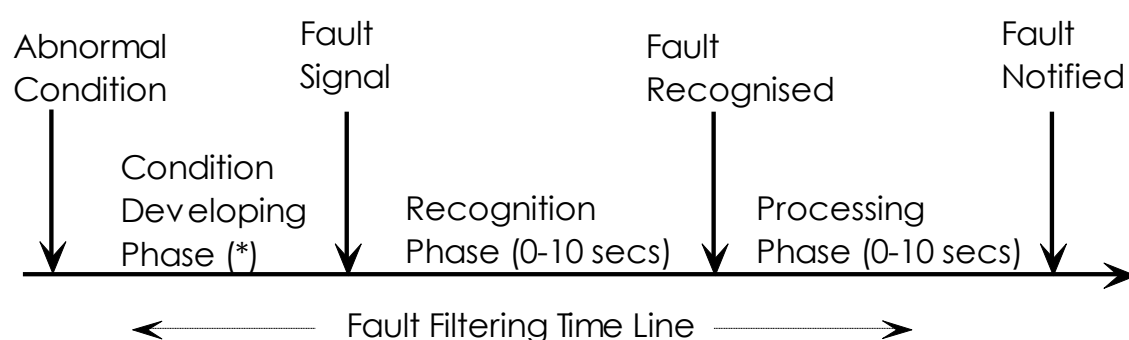 Abnormal
Condition
Fault
Signal
Fault
Recognised
Fault
Notified
Condition
Developing
Phase (*)
Recognition
Phase (0-10 secs)
Processing
Phase (0-10 secs)
Fault Filtering Time Line